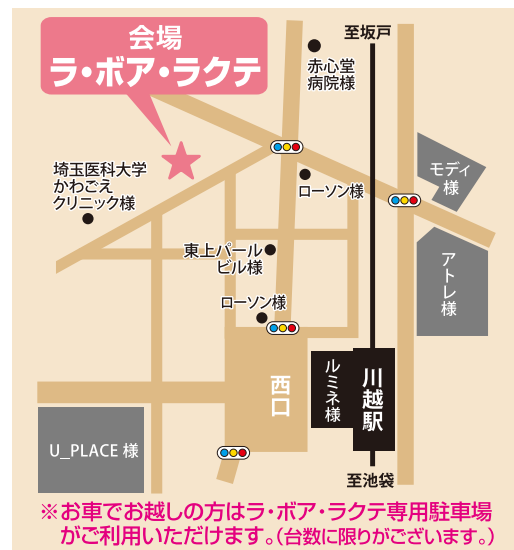 会場
ラ・ボア・ラクテ
至坂戸
赤心堂
病院様
埼玉医科大学
かわごえ
クリニック様
ローソン様
モディ
様
東上パール
ビル様
アトレ様
ローソン様
西口
ルミネ様
川越駅
U_PLACE 様
至池袋
※お車でお越しの方はラ・ボア・ラクテ専用駐車場
がご利用いただけます。(台数に限りがございます。)